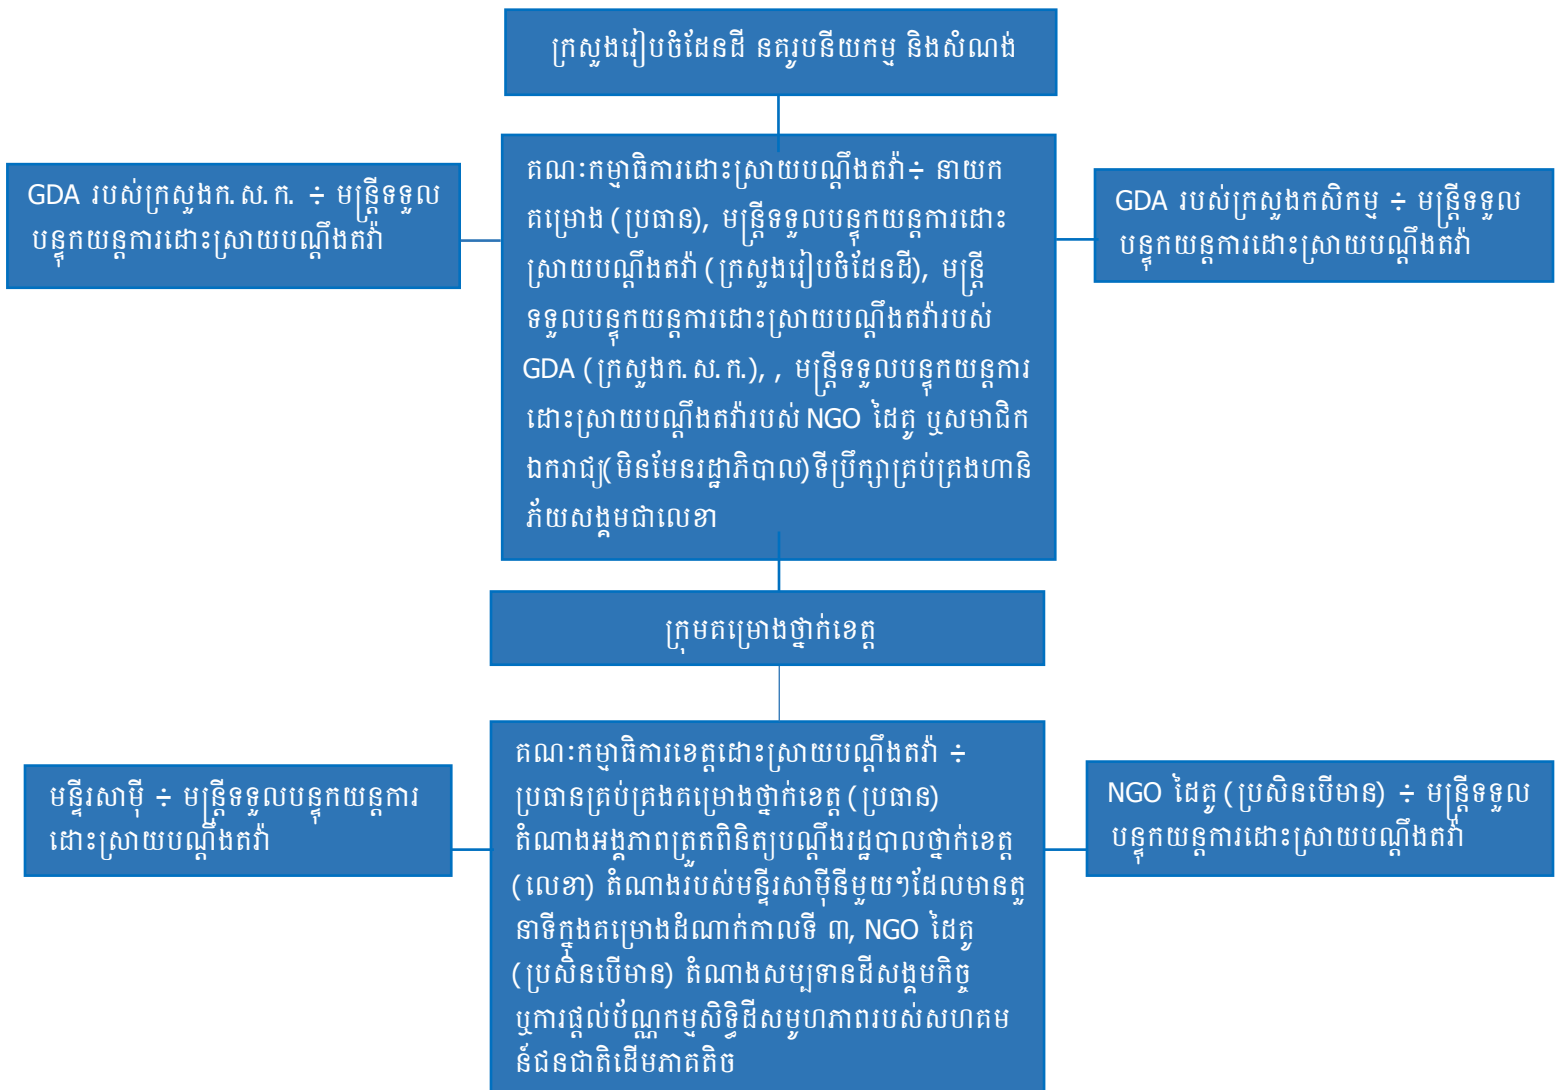 ក្រសួងរៀបចំដែនដី នគរូបនីយកម្ម និងសំណង់
GDA របស់ក្រសួងក.ស.ក. ÷ មន្ត្រីទទួល
បន្ទុកយន្តការដោះស្រាយបណ្តឹងតវ៉ា
គណៈកម្មាធិការដោះស្រាយបណ្តឹងតវ៉ា÷ នាយក
គម្រោង (ប្រធាន), មន្ត្រីទទួលបន្ទុកយន្តការដោះ
ស្រាយបណ្តឹងតវ៉ា (ក្រសួងរៀបចំដែនដី), មន្ត្រី
ទទួលបន្ទុកយន្តការដោះស្រាយបណ្តឹងតវ៉ារបស់
GDA (ក្រសួងក.ស.ក.), , មន្ត្រីទទួលបន្ទុកយន្តការ
ដោះស្រាយបណ្តឹងតវ៉ារបស់ NGO ដៃគូ ឬសមាជិក
ឯករាជ្យ(មិនមែនរដ្ឋាភិបាល)ទីប្រឹក្សាគ្រប់គ្រងហានិ
ភ័យសង្គមជាលេខា
GDA របស់ក្រសួងកសិកម្ម ÷ មន្ត្រីទទួល
បន្ទុកយន្តការដោះស្រាយបណ្តឹងតវ៉ា
ក្រុមគម្រោងថ្នាក់ខេត្ត
មន្ទីរសាម៉ី ÷ មន្ត្រីទទួលបន្ទុកយន្តការ
ដោះស្រាយបណ្តឹងតវ៉ា
គណៈកម្មាធិការខេត្តដោះស្រាយបណ្តឹងតវ៉ា ÷
ប្រធានគ្រប់គ្រងគម្រោងថ្នាក់ខេត្ត (ប្រធាន)
តំណាងអង្គភាពត្រួតពិនិត្យបណ្តឹងរដ្ឋបាលថ្នាក់ខេត្ត
(លេខា) តំណាងរបស់មន្ទីរសាម៉ីនីមួយៗដែលមានតួ
នាទីក្នុងគម្រោងដំណាក់កាលទី ៣, NGO ដៃគូ
(ប្រសិនបើមាន) តំណាងសម្បទានដីសង្គមកិច្ច
ឬការផ្តល់ប័ណ្ណកម្មសិទ្ធិដីសមូហភាពរបស់សហគម
ន៍ជនជាតិដើមភាគតិច
NGO ដៃគូ (ប្រសិនបើមាន) ÷ មន្ត្រីទទួល
បន្ទុកយន្តការដោះស្រាយបណ្តឹងតវ៉ា